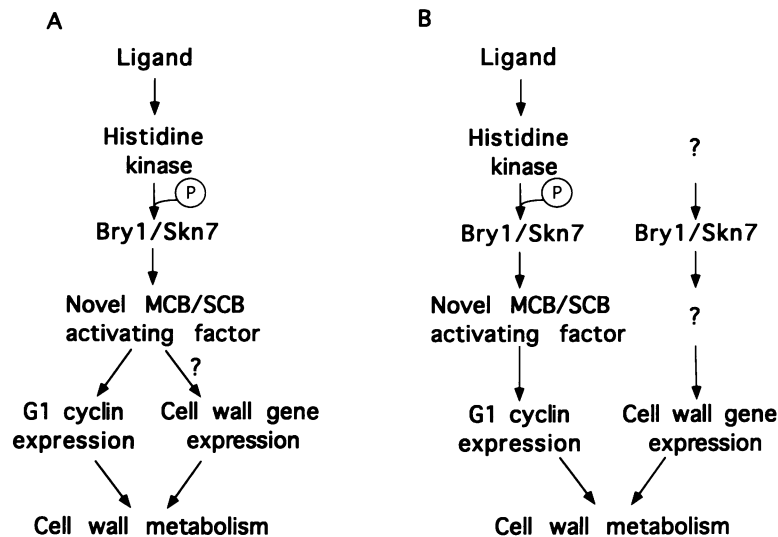 A
Ligand
Histidine
kinase
P
Bry1/Skn7
Novel MCB/SCB
activating factor
?
G1 cyclin
expression
Cell wall gene
expression
Cell wall metabolism
B
Ligand
Histidine
kinase
P
Bry1/Skn7
Novel MCB/SCB
activating factor
G1 cyclin
expression
?
Bry1/Skn7
?
Cell wall gene
expression
Cell wall metabolism